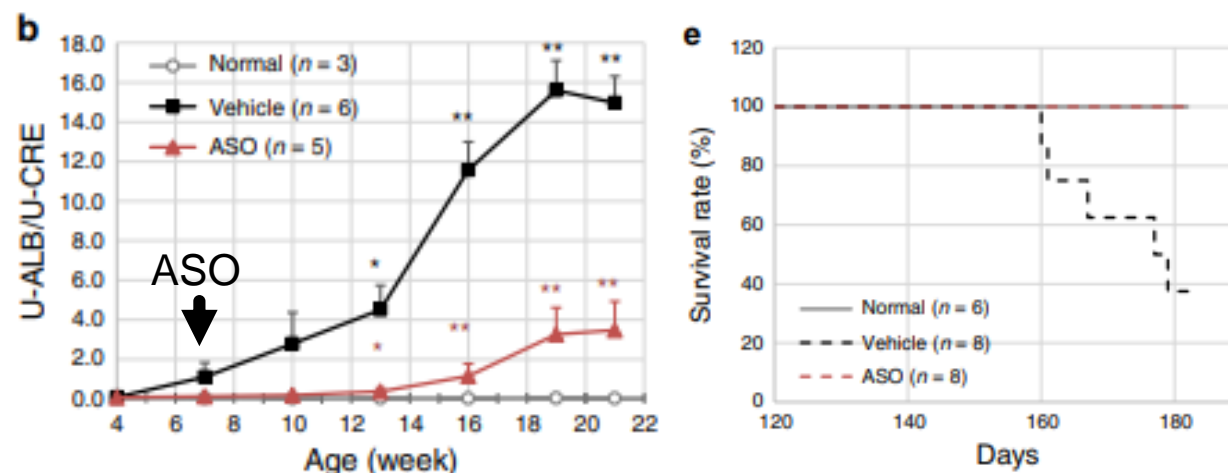 b
18.0
16.0
14.0
12.0
10.0
8.0
6.0
4.0
2.0
0.0
U-ALB/U-CRE
Normal (n = 3)
Vehicle (n = 6)
ASO (n = 5)
ASO
*
**
**
**
*
**
**
**
4 6 8 10 12 14 16 18 20 22
Age (week)
e
120
100
80
60
40
20
0
Survival rate (%)
Normal (n = 6)
Vehicle (n = 8)
ASO (n = 8)
120 140 160 180
Days